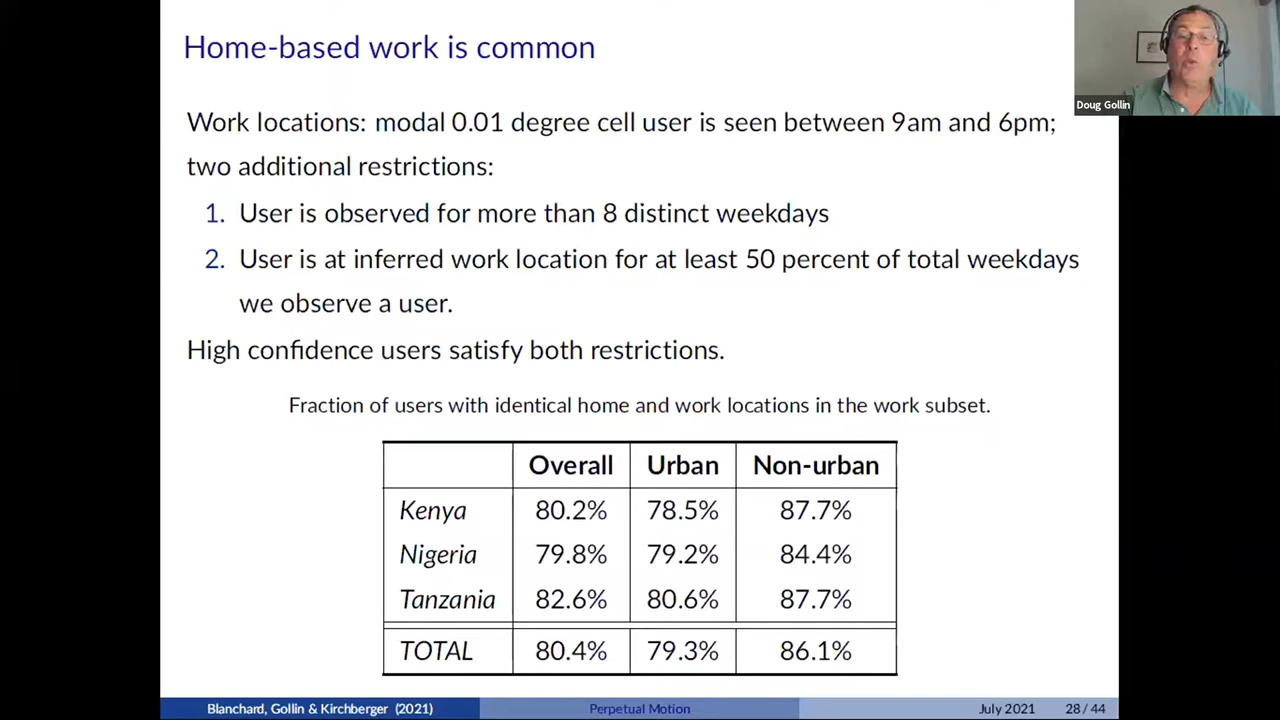 Home-based work is common
Doug Gollin
Work locations: modal 0.01 degree cell user is seen between 9am and 6pm;
two additional restrictions:
1. User is observed for more than 8 distinct weekdays
2. User is at inferred work location for at least 50 percent of total weekdays
we observe a user.
High confidence users satisfy both restrictions.
Fraction of users with identical home and work locations in the work subset.
Overall Urban Non-urban
Kenya 80.2% 78.5% 87.7%
Nigeria 79.8% 79.2% 84.4%
Tanzania 82.6% 80.6% 87.7%
TOTAL 80.4% 79.3% 86.1%
Blanchard, Gollin & Kirchberger (2021) Perpetual Motion July 2021 28 / 44